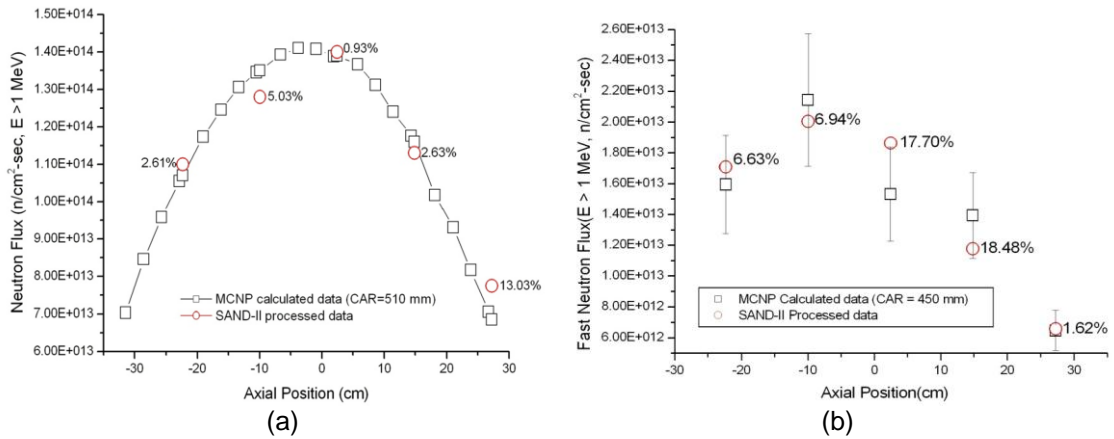 1.50E+014
1.40E+014
1.30E+014
1.20E+014
1.10E+014
1.00E+014
9.00E+013
8.00E+013
7.00E+013
6.00E+013
Neutron Flux (n/cm²-sec, E >1 MeV)
2.61%
5.03%
0.93%
2.63%
13.03%
MCNP calculated data (CAR=510 mm)
SAND-II processed data
-30 -20 -10 0 10 20 30
Axial Position (cm)
(a)
2.60E+013
2.40E+013
2.20E+013
2.00E+013
1.80E+013
1.60E+013
1.40E+013
1.20E+013
1.00E+013
8.00E+012
6.00E+012
Fast Neutron Flux(E > 1 MeV, n/cm²-sec)
6.63%
6.94%
17.70%
18.48%
1.62%
MCNP Calculated data (CAR = 450 mm)
SAND-II Processed data
-30 -20 -10 0 10 20 30
Axial Position(cm)
(b)